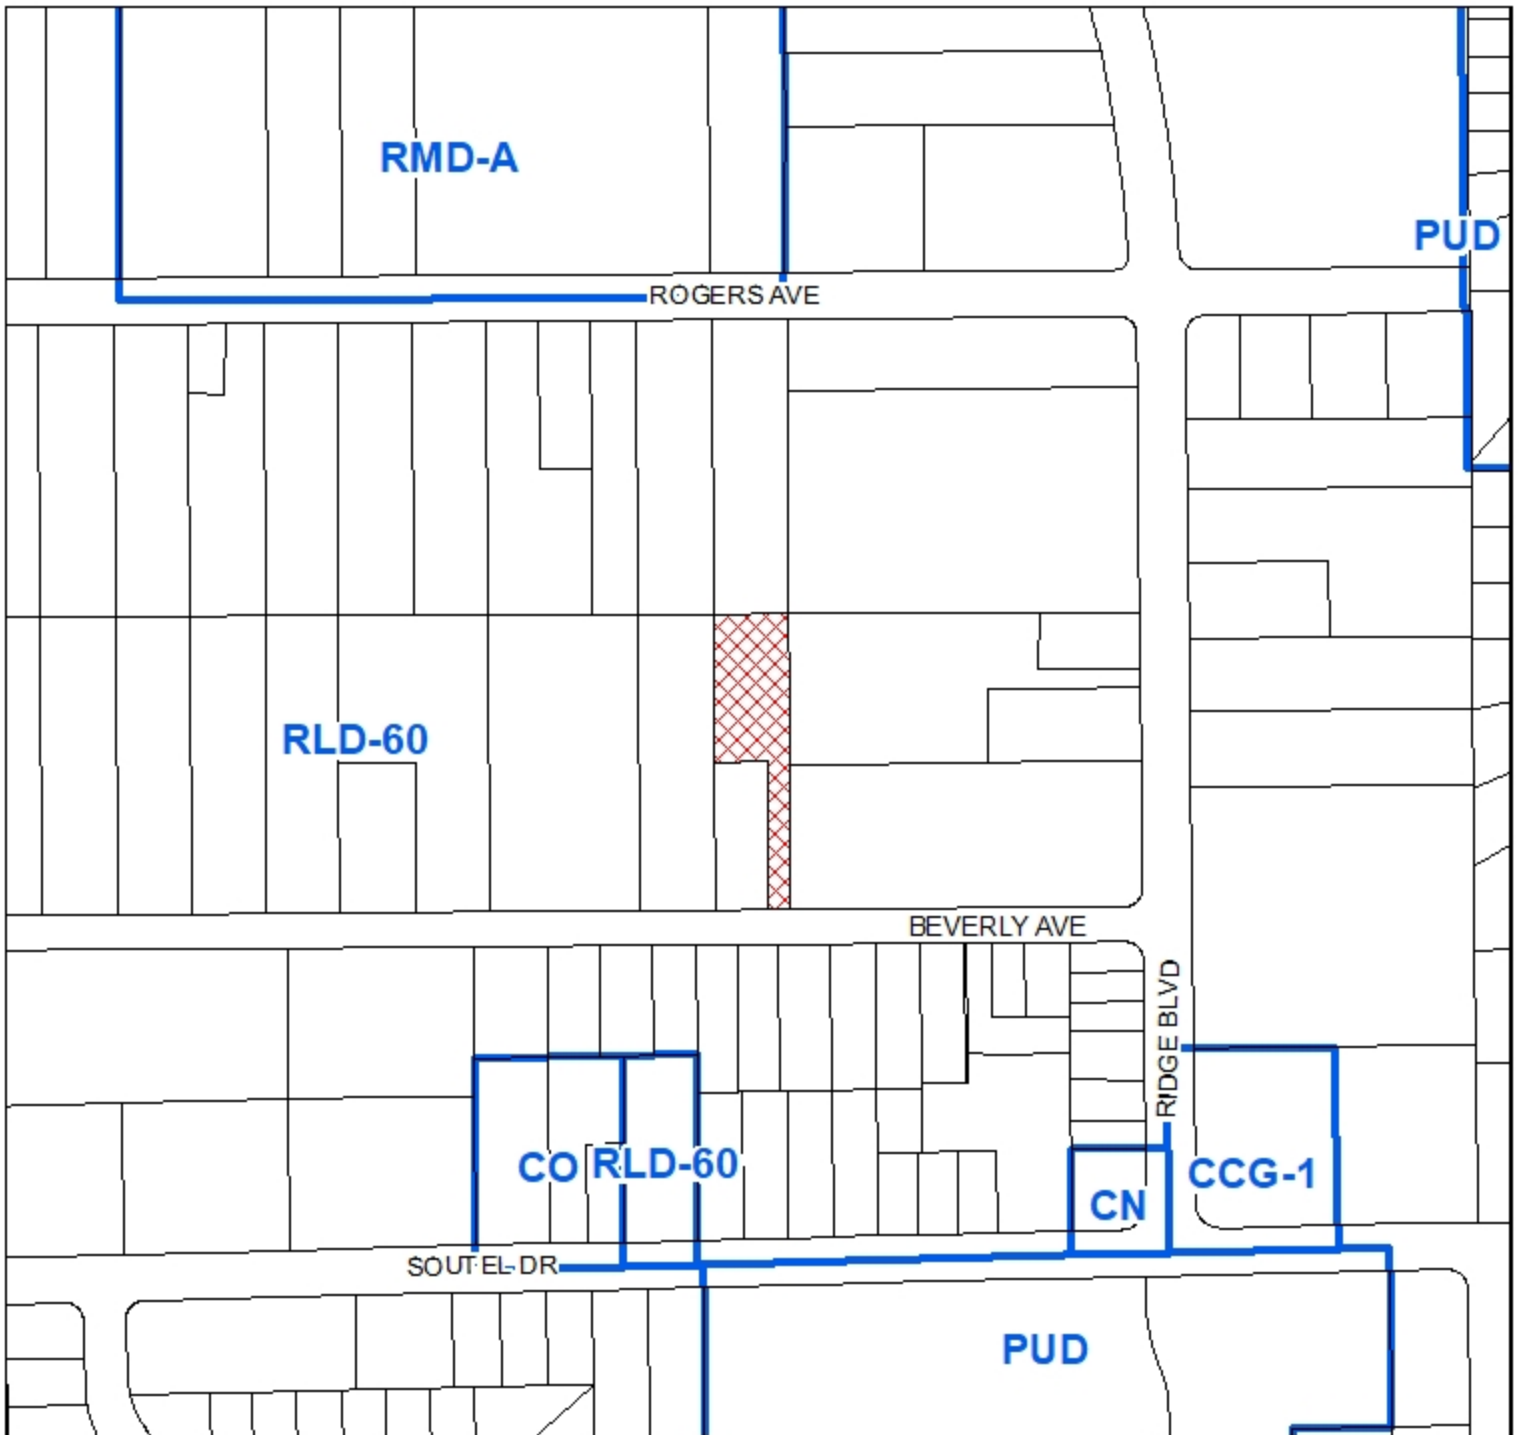 RMD-A
PUD
ROGERS AVE
RLD-60
BEVERLY AVE
RIDGE BLVD
CO
RLD-60
CN
CCG-1
SOUTEL DR
PUD